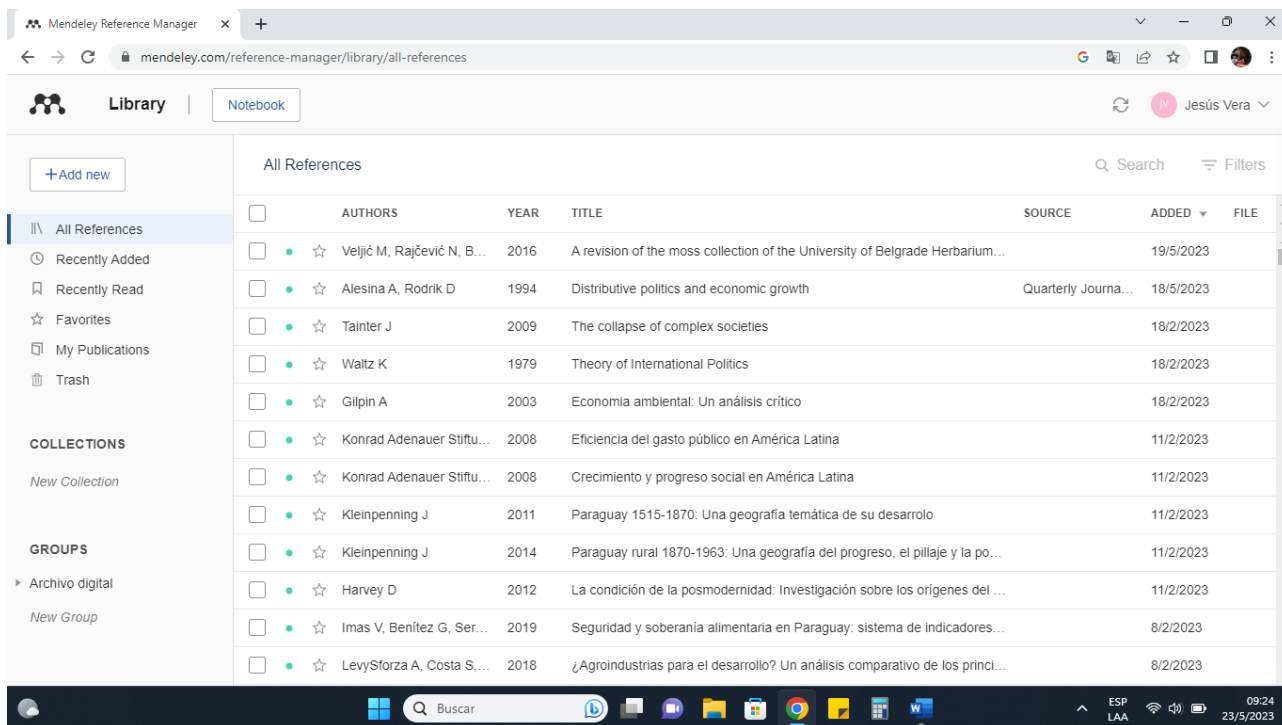 Mendeley Reference Manager
mendeley.com/reference-manager/library/all-references
Library
Notebook
JV
Jesús Vera
+Add new
All References
Recently Added
Recently Read
Favorites
My Publications
Trash
COLLECTIONS
New Collection
GROUPS
Archivo digital
New Group
All References
Search
Filters
AUTHORS YEAR TITLE SOURCE ADDED FILE
Veljić M, Rajčević N, B... 2016 A revision of the moss collection of the University of Belgrade Herbarium... 19/5/2023
Alesina A, Rodrik D 1994 Distributive politics and economic growth Quarterly Journa... 18/5/2023
Tainter J 2009 The collapse of complex societies 18/2/2023
Waltz K 1979 Theory of International Politics 18/2/2023
Gilpin A 2003 Economia ambiental: Un análisis crítico 18/2/2023
Konrad Adenauer Stiftu... 2008 Eficiencia del gasto público en América Latina 11/2/2023
Konrad Adenauer Stiftu... 2008 Crecimiento y progreso social en América Latina 11/2/2023
Kleinpenning J 2011 Paraguay 1515-1870: Una geografía temática de su desarrolo 11/2/2023
Kleinpenning J 2014 Paraguay rural 1870-1963: Una geografía del progreso, el pillaje y la po... 11/2/2023
Harvey D 2012 La condición de la posmodernidad: Investigación sobre los orígenes del ... 11/2/2023
Imas V, Benítez G, Ser... 2019 Seguridad y soberanía alimentaria en Paraguay: sistema de indicadores... 8/2/2023
LevySforza A, Costa S,... 2018 ¿Agroindustrias para el desarrollo? Un análisis comparativo de los princi... 8/2/2023
Buscar
ESP
LAA
09:24
23/5/2023